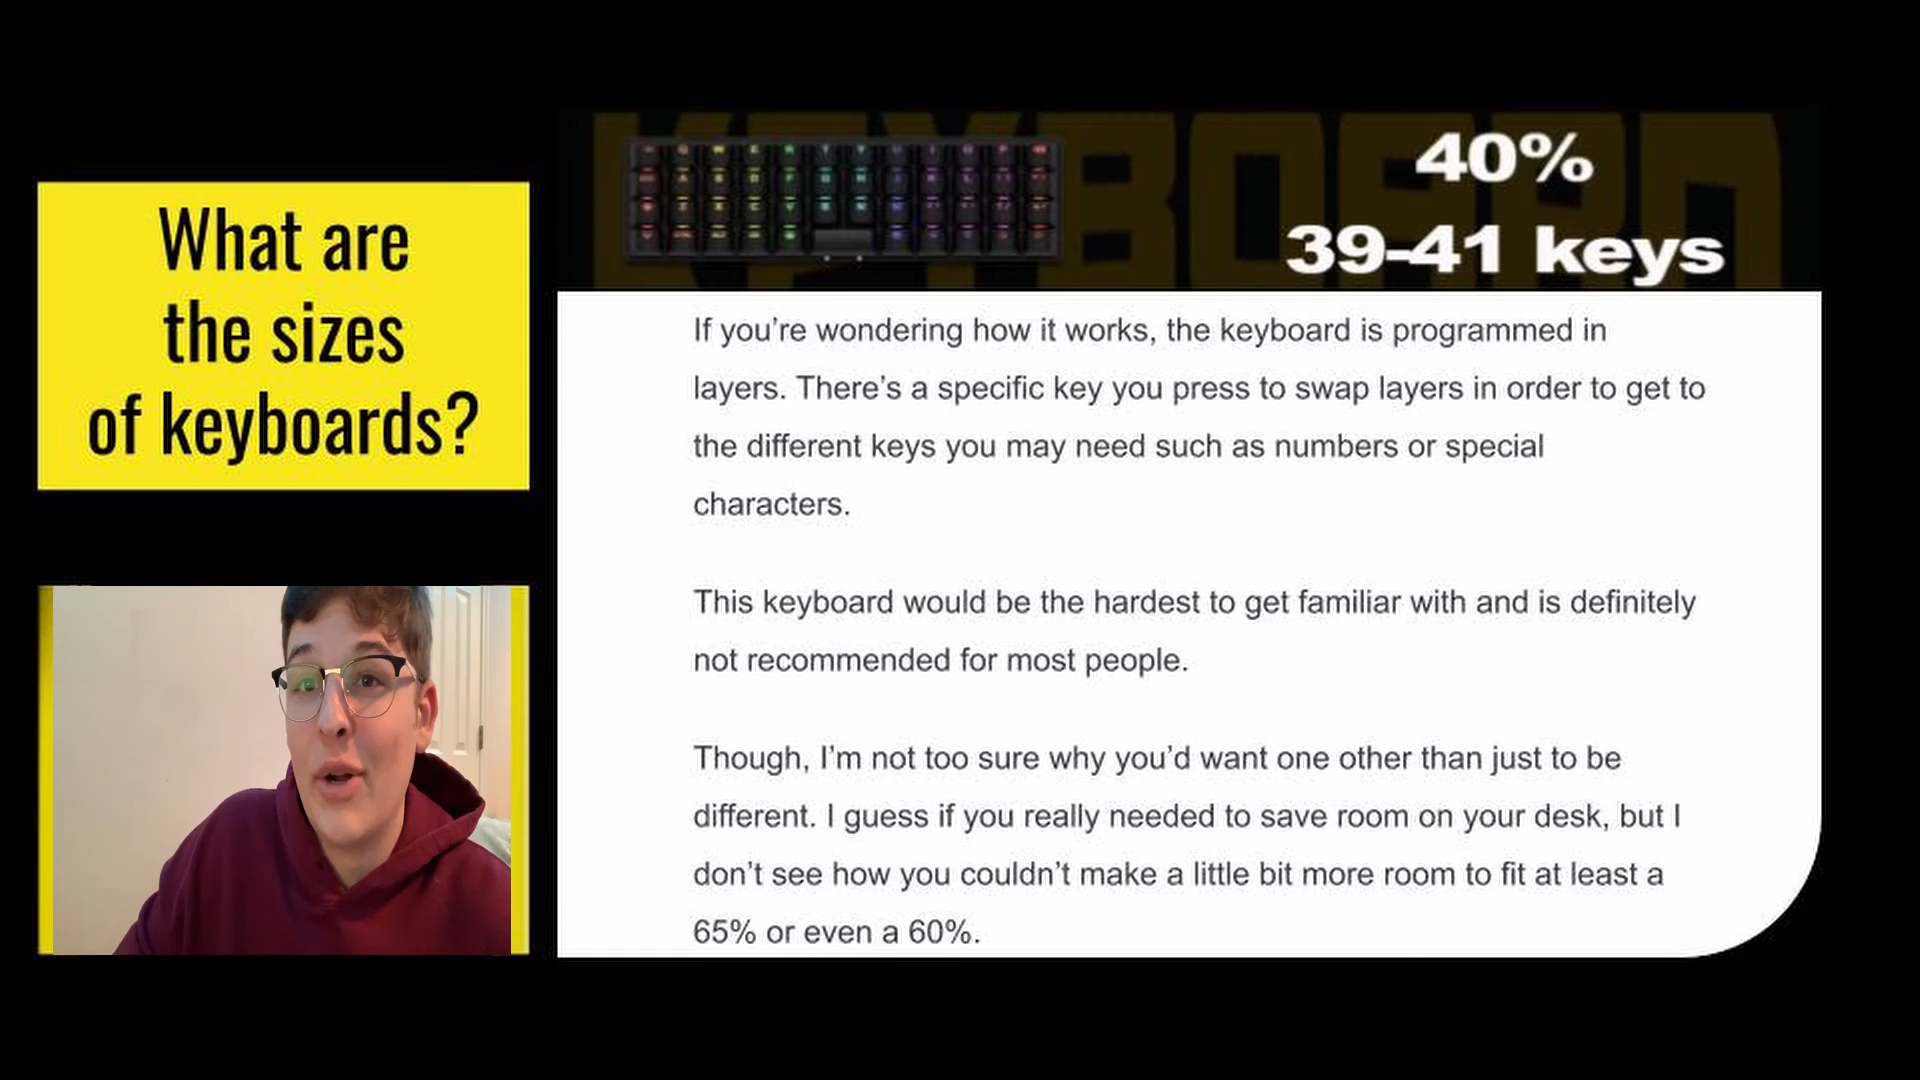 What are
the sizes
of keyboards?
KEYBOARD
40%
39-41 keys
If you’re wondering how it works, the keyboard is programmed in
layers. There’s a specific key you press to swap layers in order to get to
the different keys you may need such as numbers or special
characters.
This keyboard would be the hardest to get familiar with and is definitely
not recommended for most people.
Though, I’m not too sure why you’d want one other than just to be
different. I guess if you really needed to save room on your desk, but I
don’t see how you couldn’t make a little bit more room to fit at least a
65% or even a 60%.